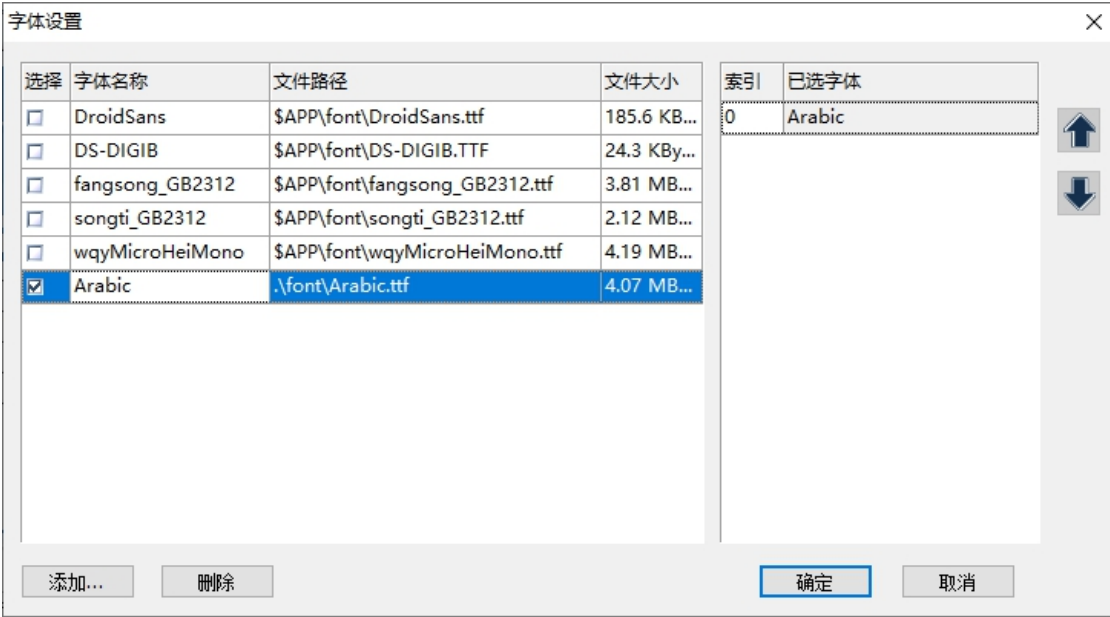 字体设置
选择 字体名称 文件路径 文件大小
DroidSans $APP\font\DroidSans.ttf 185.6 KB...
DS-DIGIB $APP\font\DS-DIGIB.TTF 24.3 KBy...
fangsong_GB2312 $APP\font\fangsong_GB2312.ttf 3.81 MB...
songti_GB2312 $APP\font\songti_GB2312.ttf 2.12 MB...
wqyMicroHeiMono $APP\font\wqyMicroHeiMono.ttf 4.19 MB...
Arabic .\font\Arabic.ttf 4.07 MB...
索引 已选字体
0 Arabic
添加... 删除 确定 取消